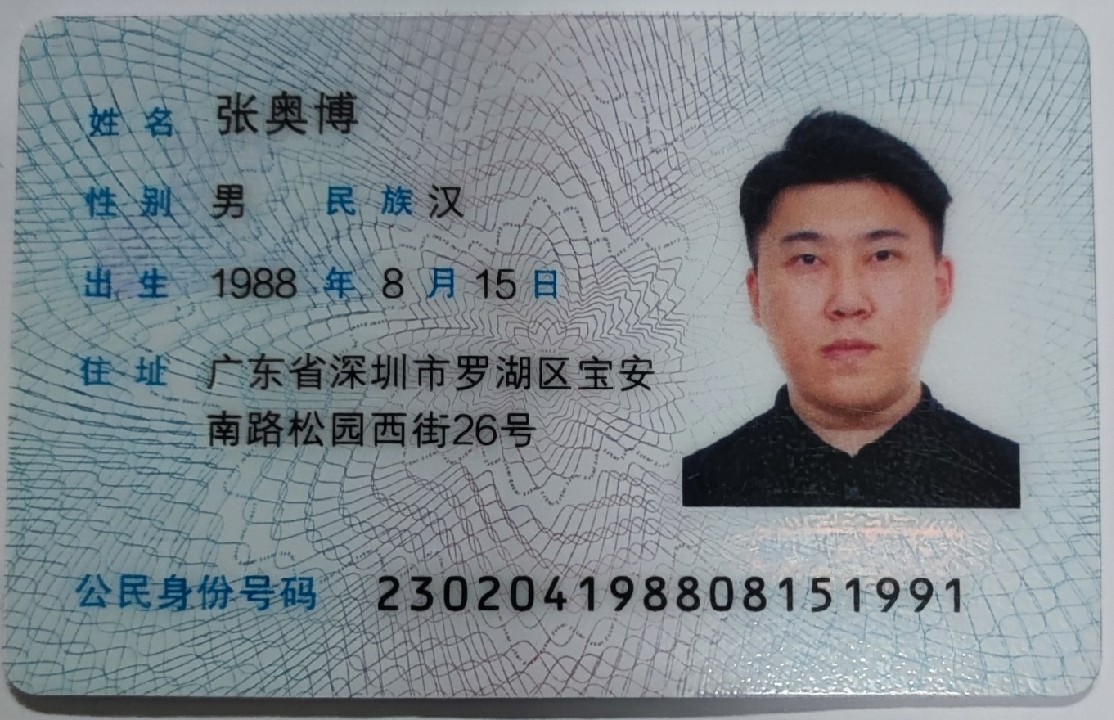 姓名 张奥博
性别 男 民族 汉
出生 1988 年 8 月 15 日
住址 广东省深圳市罗湖区宝安
南路松园西街26号
公民身份号码 230204198808151991